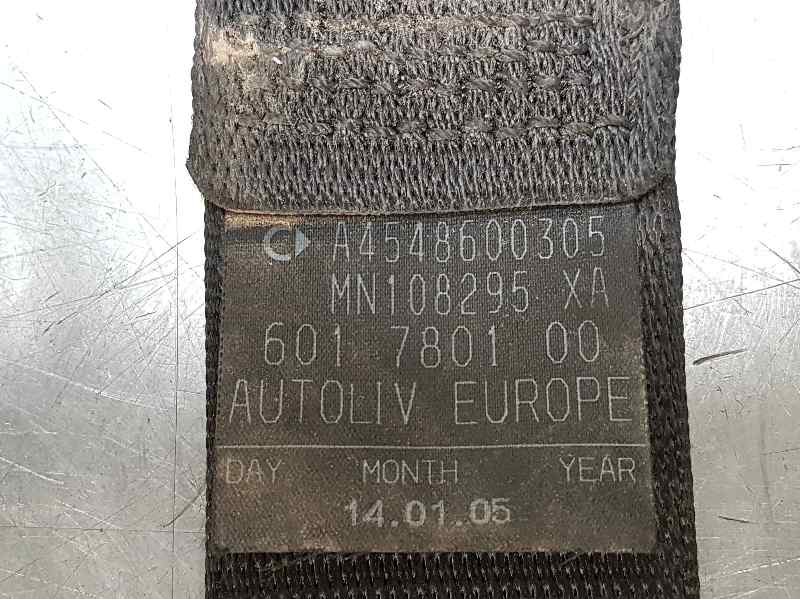 A4548600305
MN108295 XA
601 7801 00
AUTOLIV EUROPE
DAY MONTH YEAR
14.01.05